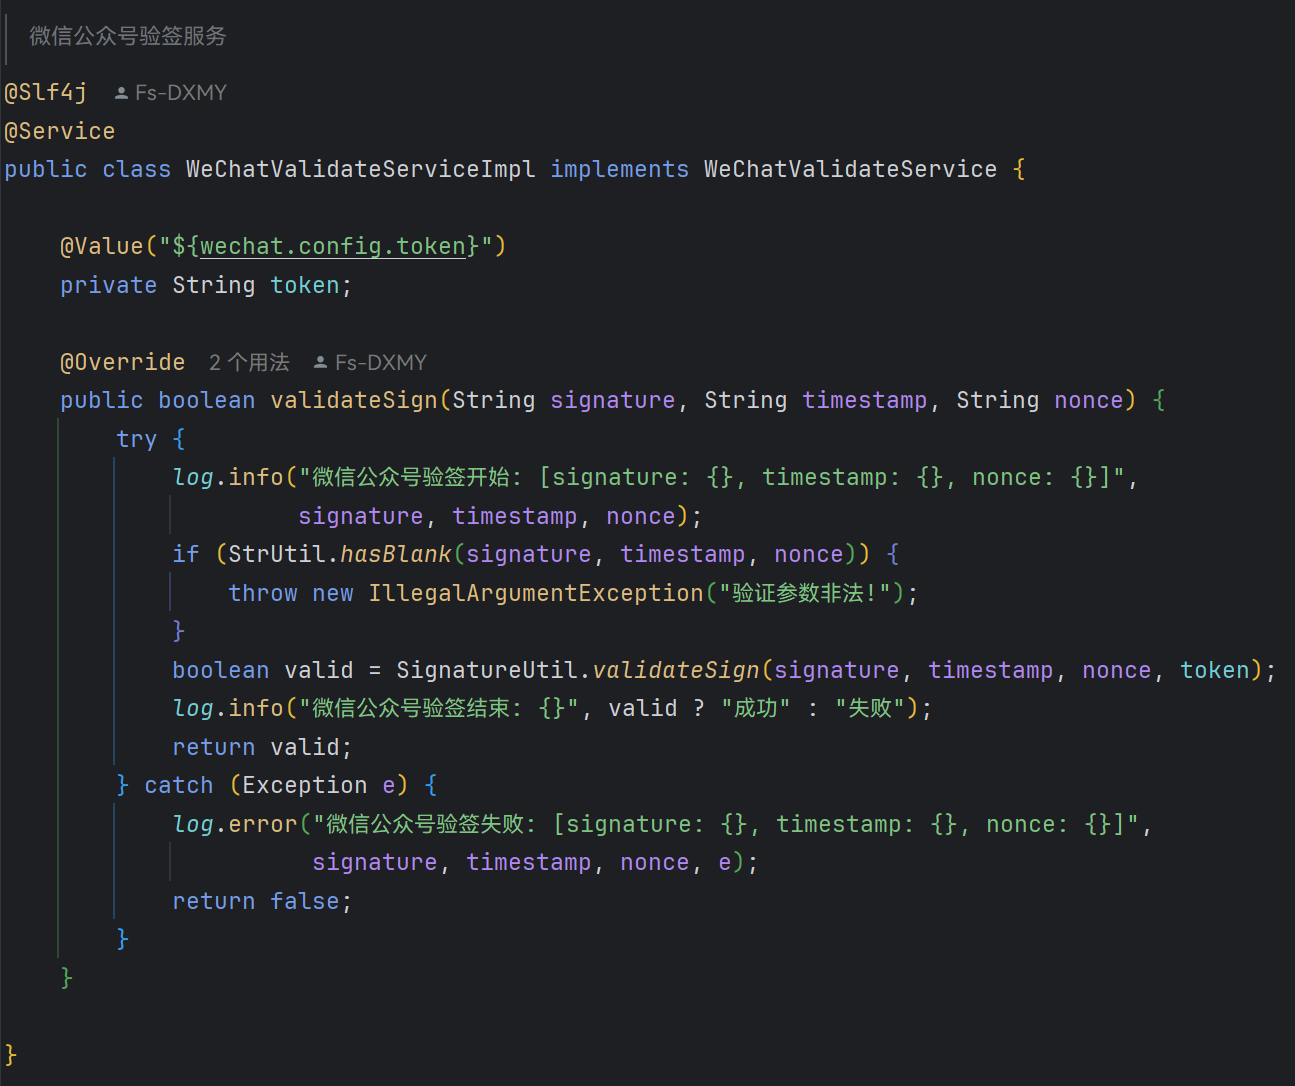 微信公众号验签服务
@Slf4j Fs-DXMY
@Service
public class WeChatValidateServiceImpl implements WeChatValidateService {
@Value("${wechat.config.token}")
private String token;
@Override 2 个用法 Fs-DXMY
public boolean validateSign(String signature, String timestamp, String nonce) {
try {
log.info("微信公众号验签开始: [signature: {}, timestamp: {}, nonce: {}]",
signature, timestamp, nonce);
if (StrUtil.hasBlank(signature, timestamp, nonce)) {
throw new IllegalArgumentException("验证参数非法!");
}
boolean valid = SignatureUtil.validateSign(signature, timestamp, nonce, token);
log.info("微信公众号验签结束: {}", valid ? "成功" : "失败");
return valid;
} catch (Exception e) {
log.error("微信公众号验签失败: [signature: {}, timestamp: {}, nonce: {}]",
signature, timestamp, nonce, e);
return false;
}
}
}